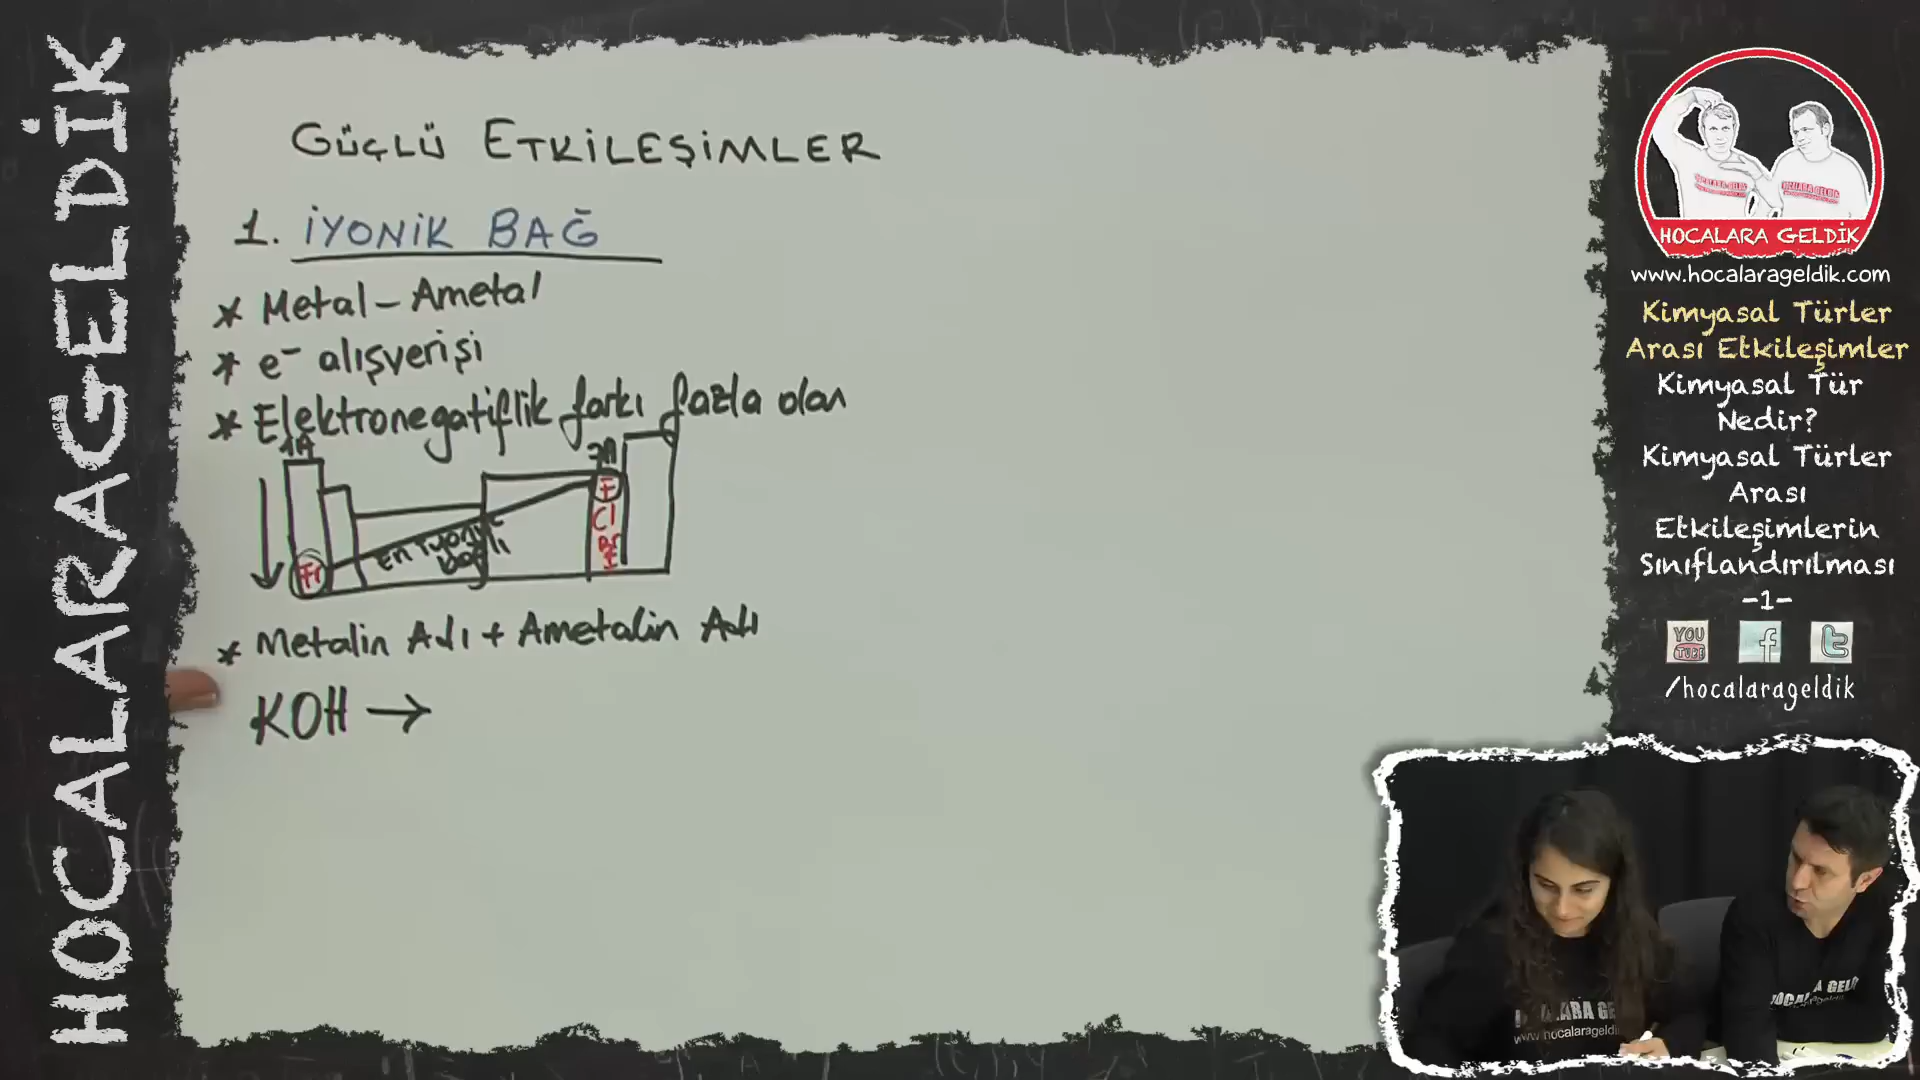 HOCALARAGELDİK
GÜÇLÜ ETKİLEŞİMLER
1. İYONİK BAĞ
* Metal - Ametal
* e⁻ alışverişi
* Elektronegatiflik farkı fazla olan
1A
7A
F
Cl
Br
I
Fr
En iyonik
bağlı
* Metalin Adı + Ametalin Adı
KOH →
HOCALARA GELDİK
www.hocalarageldik.com
Kimyasal Türler
Arası Etkileşimler
Kimyasal Tür
Nedir?
Kimyasal Türler
Arası
Etkileşimlerin
Sınıflandırılması
-1-
YOU
TUBE
f
t
/hocalarageldik